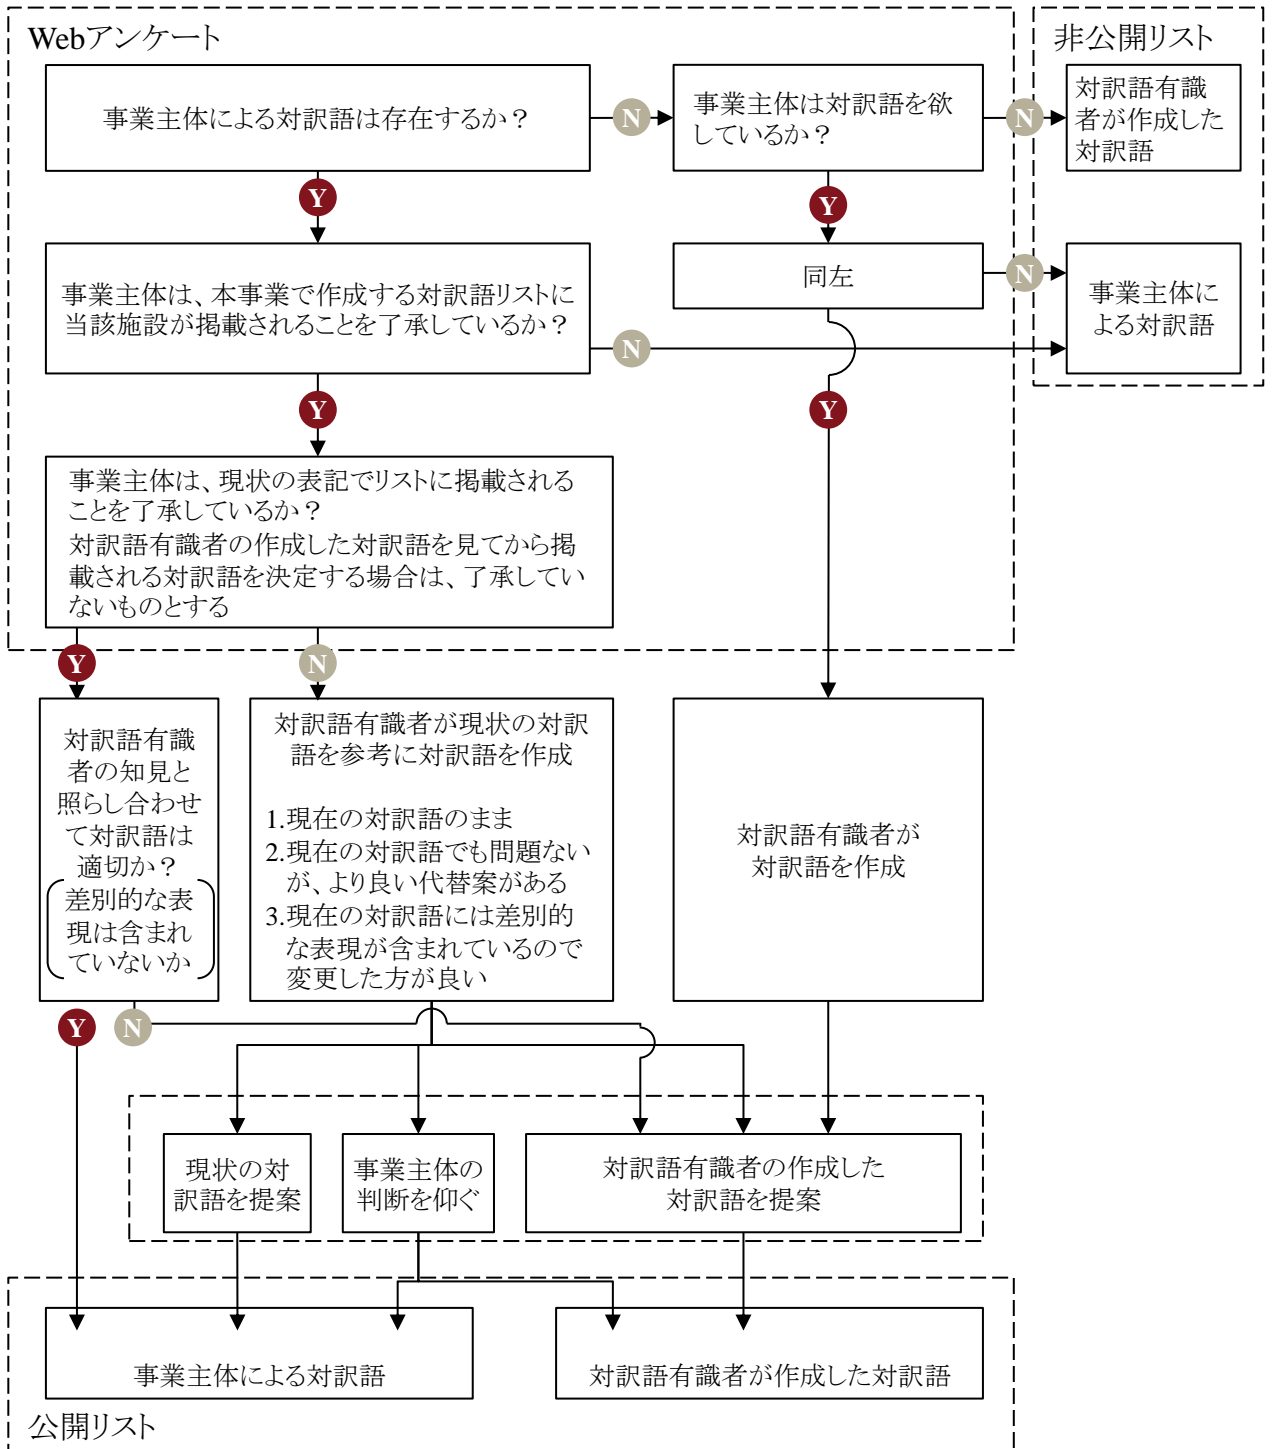 Webアンケート
非公開リスト
事業主体による対訳語は存在するか？
N
事業主体は対訳語を欲
しているか？
N
対訳語有識
者が作成した
対訳語
Y
Y
事業主体は、本事業で作成する対訳語リストに
当該施設が掲載されることを了承しているか？
同左
N
事業主体に
よる対訳語
N
Y
Y
事業主体は、現状の表記でリストに掲載される
ことを了承しているか？
対訳語有識者の作成した対訳語を見てから掲
載される対訳語を決定する場合は、了承してい
ないものとする
Y
N
対訳語有識
者の知見と
照らし合わせ
て対訳語は
適切か？
差別的な表
現は含まれ
ていないか
対訳語有識者が現状の対訳
語を参考に対訳語を作成
1.現在の対訳語のまま
2.現在の対訳語でも問題ない
が、より良い代替案がある
3.現在の対訳語には差別的
な表現が含まれているので
変更した方が良い
対訳語有識者が
対訳語を作成
Y
N
現状の対
訳語を提案
事業主体の
判断を仰ぐ
対訳語有識者の作成した
対訳語を提案
事業主体による対訳語
対訳語有識者が作成した対訳語
公開リスト